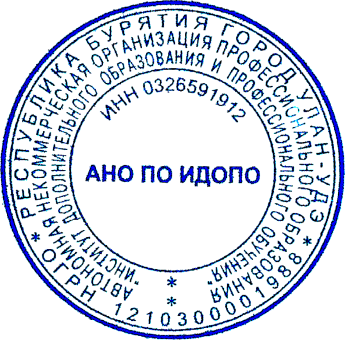 РЕСПУБЛИКА БУРЯТИЯ ГОРОД УЛАН-УДЭ
* ОГРН 1210300001988 *
АВТОНОМНАЯ НЕКОММЕРЧЕСКАЯ ОРГАНИЗАЦИЯ ПРОФЕССИОНАЛЬНОГО ОБРАЗОВАНИЯ
"ИНСТИТУТ ДОПОЛНИТЕЛЬНОГО ОБРАЗОВАНИЯ И ПРОФЕССИОНАЛЬНОГО ОБУЧЕНИЯ"
ИНН 0326591912
АНО ПО ИДОПО
*
*